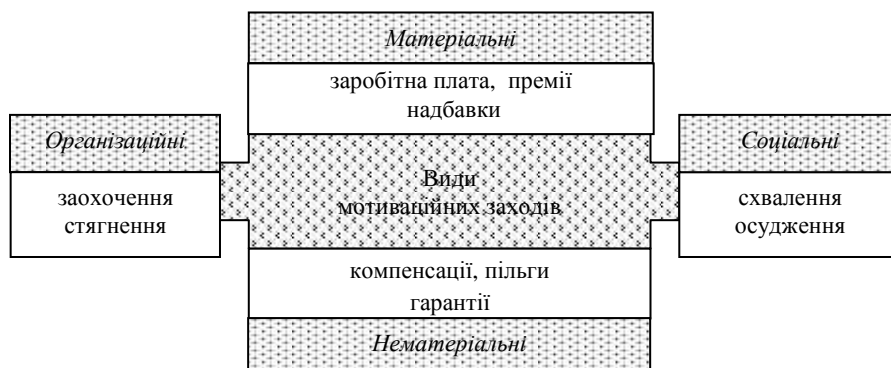 Матеріальні
заробітна плата, премії
надбавки
Організаційні
заохочення
стягнення
Види
мотиваційних заходів
Соціальні
схвалення
осудження
компенсації, пільги
гарантії
Нематеріальні